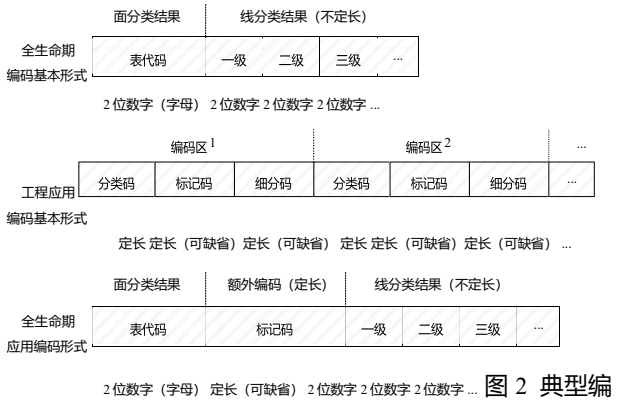 面分类结果 线分类结果（不定长）
全生命期
编码基本形式
表代码 一级 二级 三级 ...
2 位数字（字母） 2 位数字 2 位数字 2 位数字 ...
编码区 1 编码区 2 ...
工程应用
编码基本形式
分类码 标记码 细分码 分类码 标记码 细分码 ...
定长 定长（可缺省）定长（可缺省） 定长 定长（可缺省）定长（可缺省） ...
面分类结果 额外编码（定长） 线分类结果（不定长）
全生命期
应用编码形式
表代码 标记码 一级 二级 三级 ...
2 位数字（字母） 定长（可缺省） 2 位数字 2 位数字 2 位数字 ... 图 2 典型编